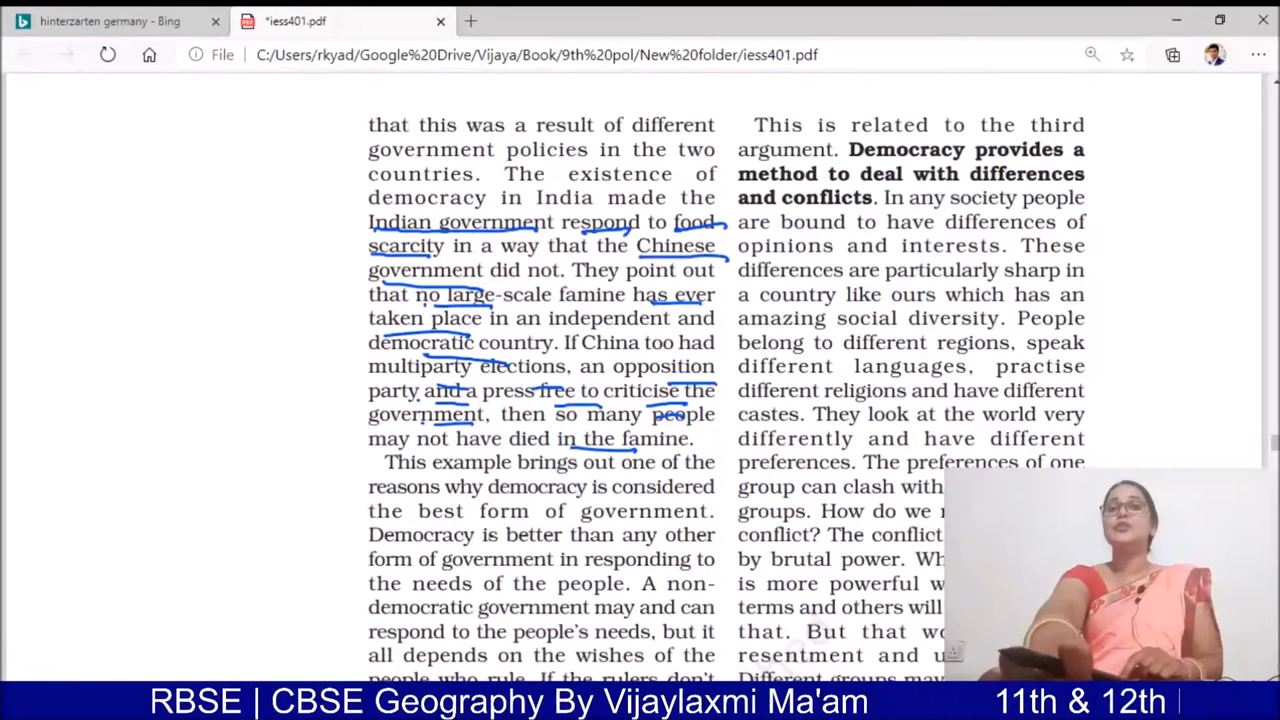 hinterzarten germany - Bing
*iess401.pdf
File
C:/Users/rkyad/Google%20Drive/Vijaya/Book/9th%20pol/New%20folder/iess401.pdf
that this was a result of different
government policies in the two
countries. The existence of
democracy in India made the
Indian government respond to food
scarcity in a way that the Chinese
government did not. They point out
that no large-scale famine has ever
taken place in an independent and
democratic country. If China too had
multiparty elections, an opposition
party and a press free to criticise the
government, then so many people
may not have died in the famine.
This example brings out one of the
reasons why democracy is considered
the best form of government.
Democracy is better than any other
form of government in responding to
the needs of the people. A non-
democratic government may and can
respond to the people's needs, but it
all depends on the wishes of the
people who rule. If the rulers don't
This is related to the third
argument. Democracy provides a
method to deal with differences
and conflicts. In any society people
are bound to have differences of
opinions and interests. These
differences are particularly sharp in
a country like ours which has an
amazing social diversity. People
belong to different regions, speak
different languages, practise
different religions and have different
castes. They look at the world very
differently and have different
preferences. The preferences of one
group can clash with
groups. How do we
conflict? The conflict
by brutal power.
is more powerful
terms and others will
that. But that
resentment and
Different groups may
RBSE | CBSE Geography By Vijaylaxmi Ma'am
11th & 12th